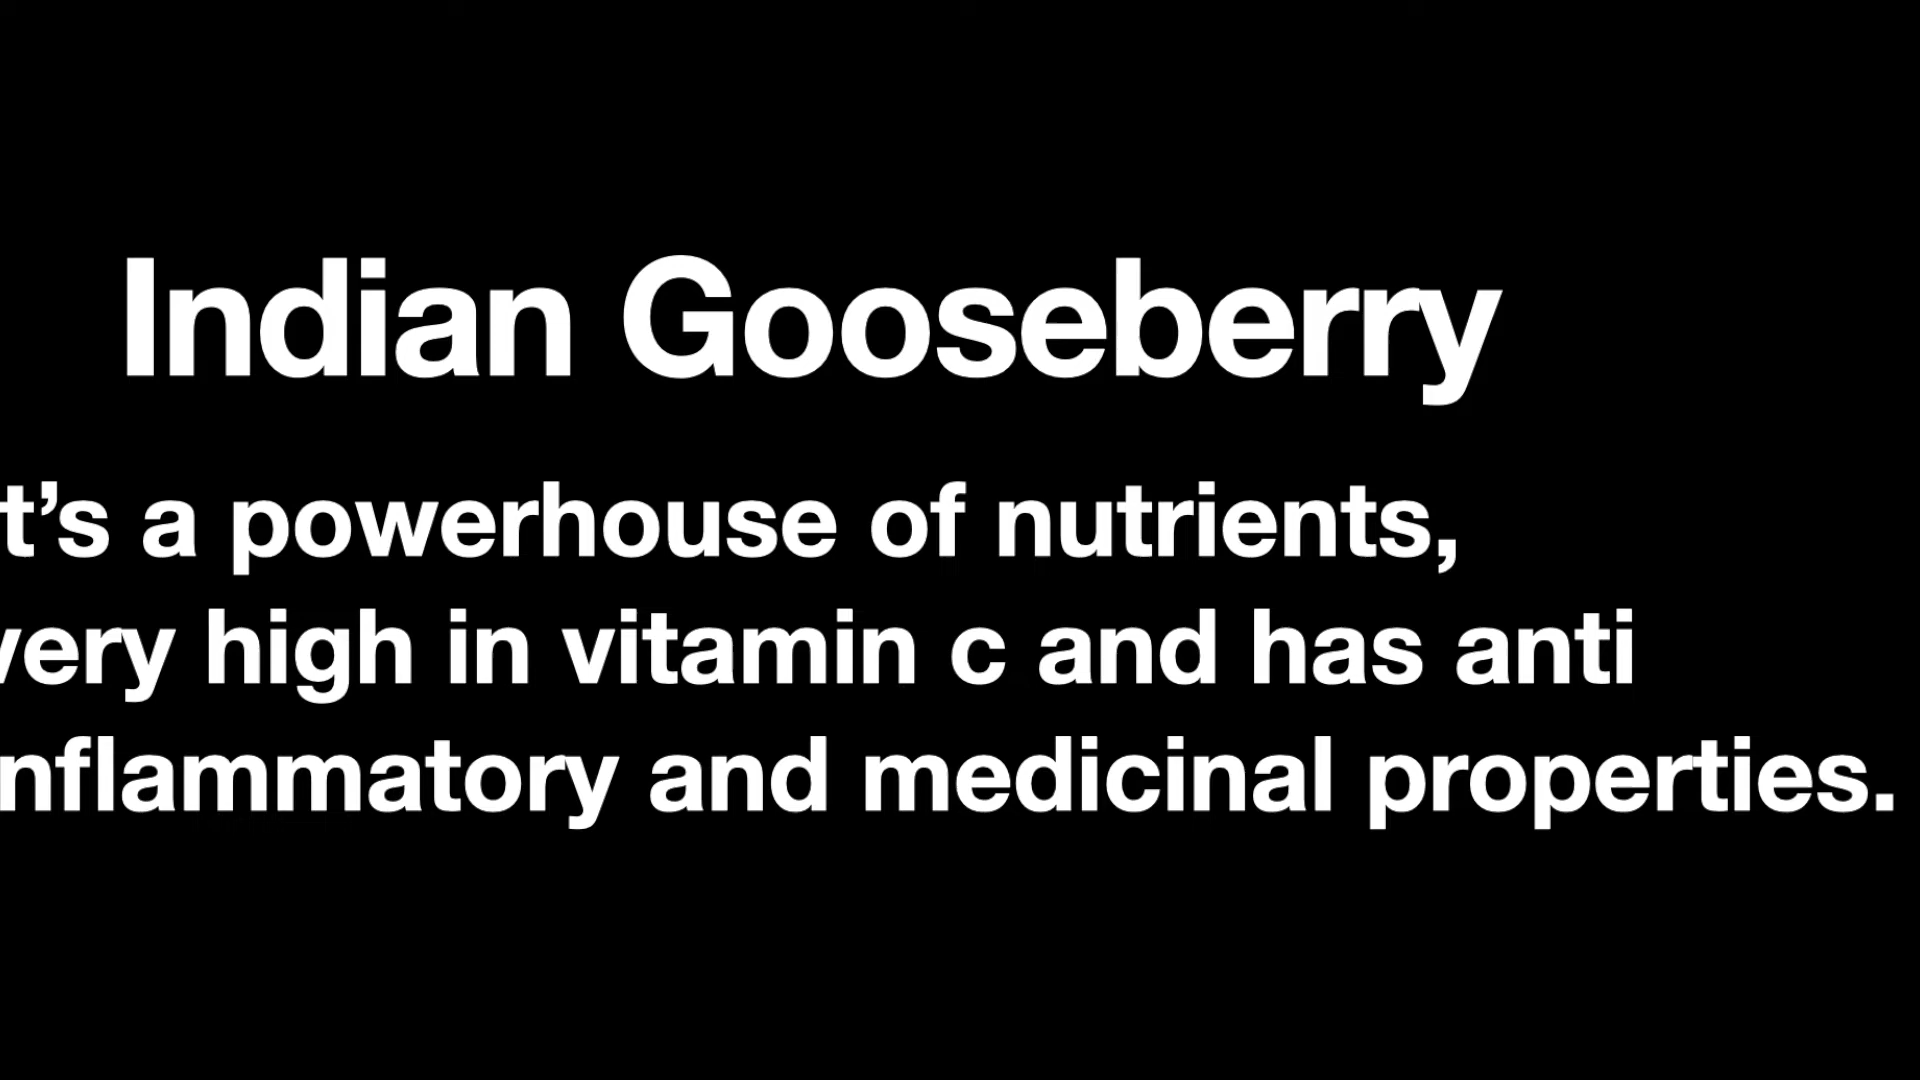 Indian Gooseberry
t’s a powerhouse of nutrients,
very high in vitamin c and has anti
nflammatory and medicinal properties.